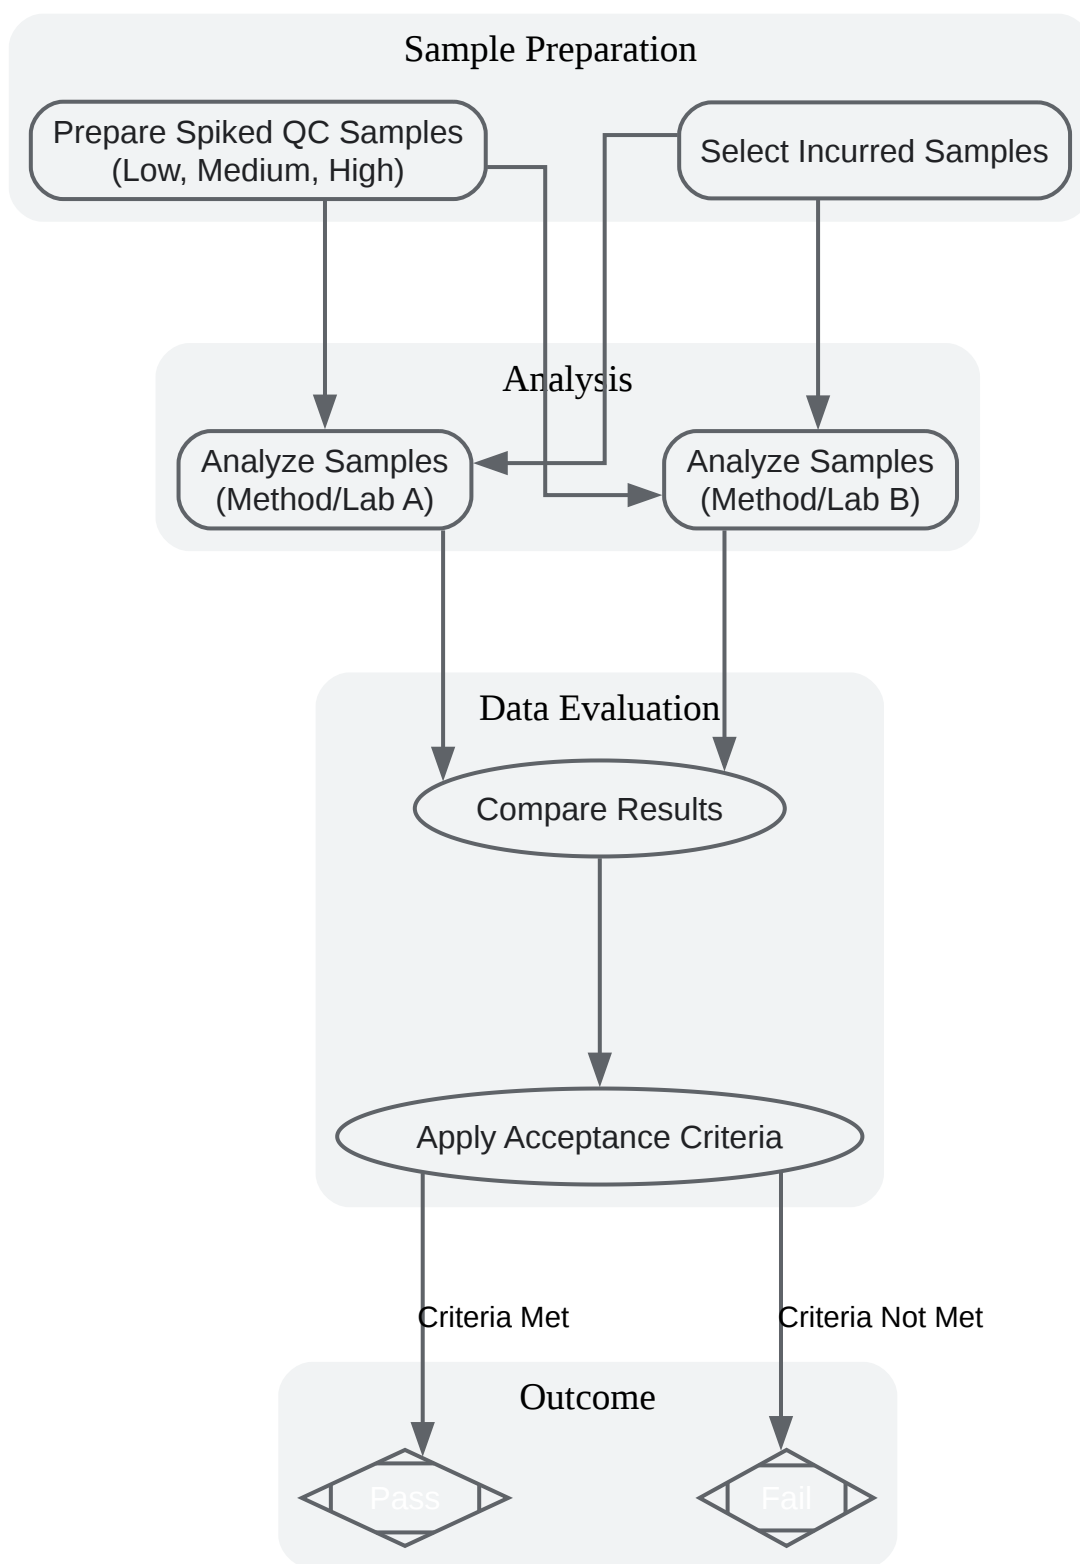 Sample Preparation
Prepare Spiked QC Samples
(Low, Medium, High)
Select Incurred Samples
Analysis
Analyze Samples
(Method/Lab A)
Analyze Samples
(Method/Lab B)
Data Evaluation
Compare Results
Apply Acceptance Criteria
Criteria Met
Criteria Not Met
Outcome
Pass
Fail